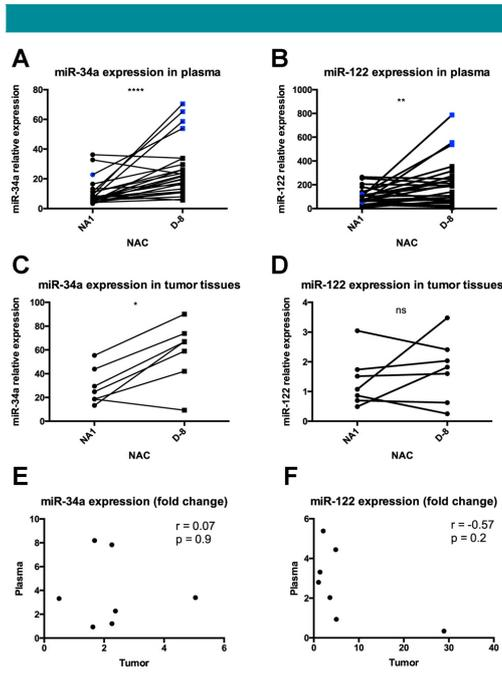 A
miR-34a expression in plasma
****
miR-34a relative expression
80
60
40
20
0
NA1
D-8
NAC
B
miR-122 expression in plasma
**
miR-122 relative expression
1000
800
600
400
200
0
NA1
D-8
NAC
C
miR-34a expression in tumor tissues
*
miR-34a relative expression
100
80
60
40
20
0
NA1
D-8
NAC
D
miR-122 expression in tumor tissues
ns
miR-122 relative expression
4
3
2
1
0
NA1
D-8
NAC
E
miR-34a expression (fold change)
r = 0.07
p = 0.9
Plasma
10
8
6
4
2
0
0
2
4
6
Tumor
F
miR-122 expression (fold change)
r = -0.57
p = 0.2
Plasma
6
4
2
0
0
10
20
30
40
Tumor